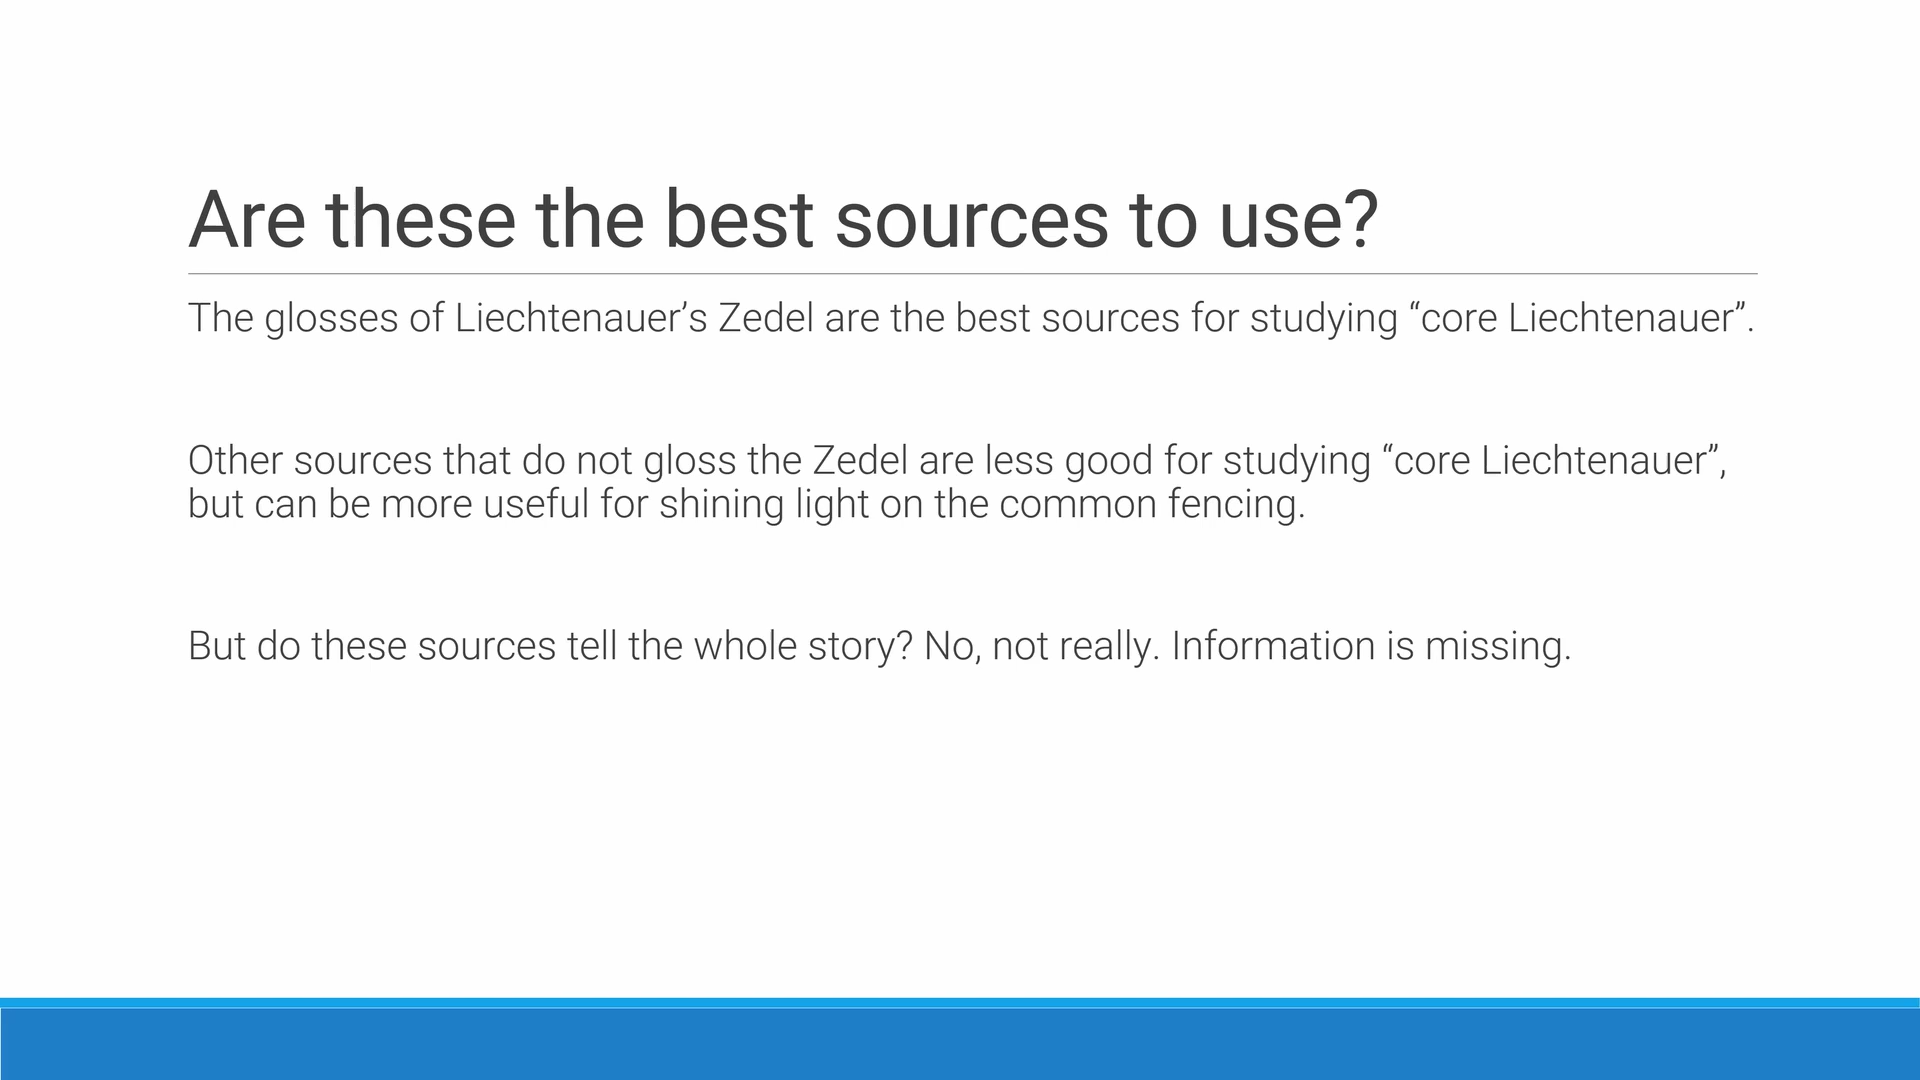 Are these the best sources to use?
The glosses of Liechtenauer’s Zedel are the best sources for studying “core Liechtenauer”.
Other sources that do not gloss the Zedel are less good for studying “core Liechtenauer”,
but can be more useful for shining light on the common fencing.
But do these sources tell the whole story? No, not really. Information is missing.